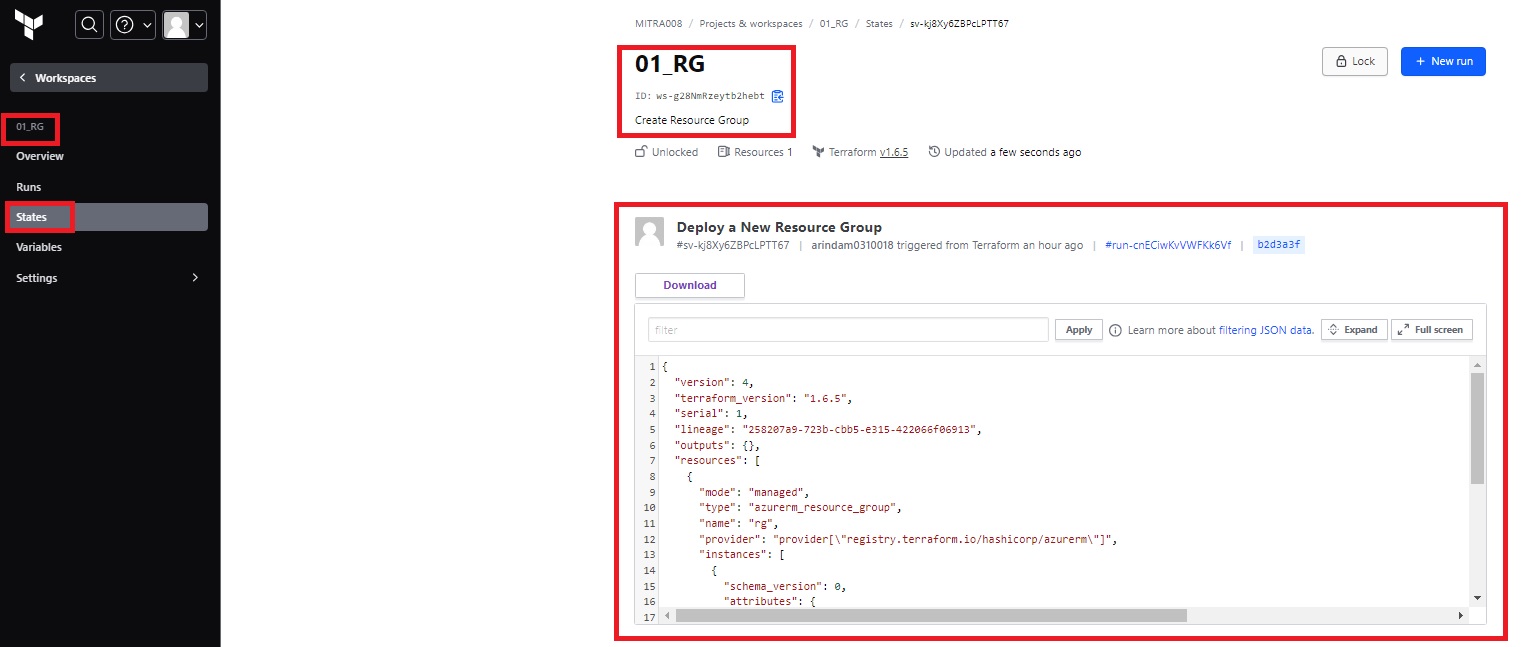 MITRA008 / Projects & workspaces / 01_RG / States / sv-kj8Xy6ZBPcLPTT67
Workspaces
01_RG
Overview
Runs
States
Variables
Settings
01_RG
Lock
+ New run
ID: ws-g28NmRzeytb2hebt
Create Resource Group
Unlocked Resources 1 Terraform v1.6.5 Updated a few seconds ago
Deploy a New Resource Group
#sv-kj8Xy6ZBPcLPTT67 | arindam0310018 triggered from Terraform an hour ago | #run-cnECiwKvVWFKk6Vf | b2d3a3f
Download
filter
Apply
Learn more about filtering JSON data.
Expand
Full screen
1 {
2 "version": 4,
3 "terraform_version": "1.6.5",
4 "serial": 1,
5 "lineage": "258207a9-723b-cbb5-e315-422066f06913",
6 "outputs": {},
7 "resources": [
8 {
9 "mode": "managed",
10 "type": "azurerm_resource_group",
11 "name": "rg",
12 "provider": "provider[\"registry.terraform.io/hashicorp/azurerm\"]",
13 "instances": [
14 {
15 "schema_version": 0,
16 "attributes": {
17